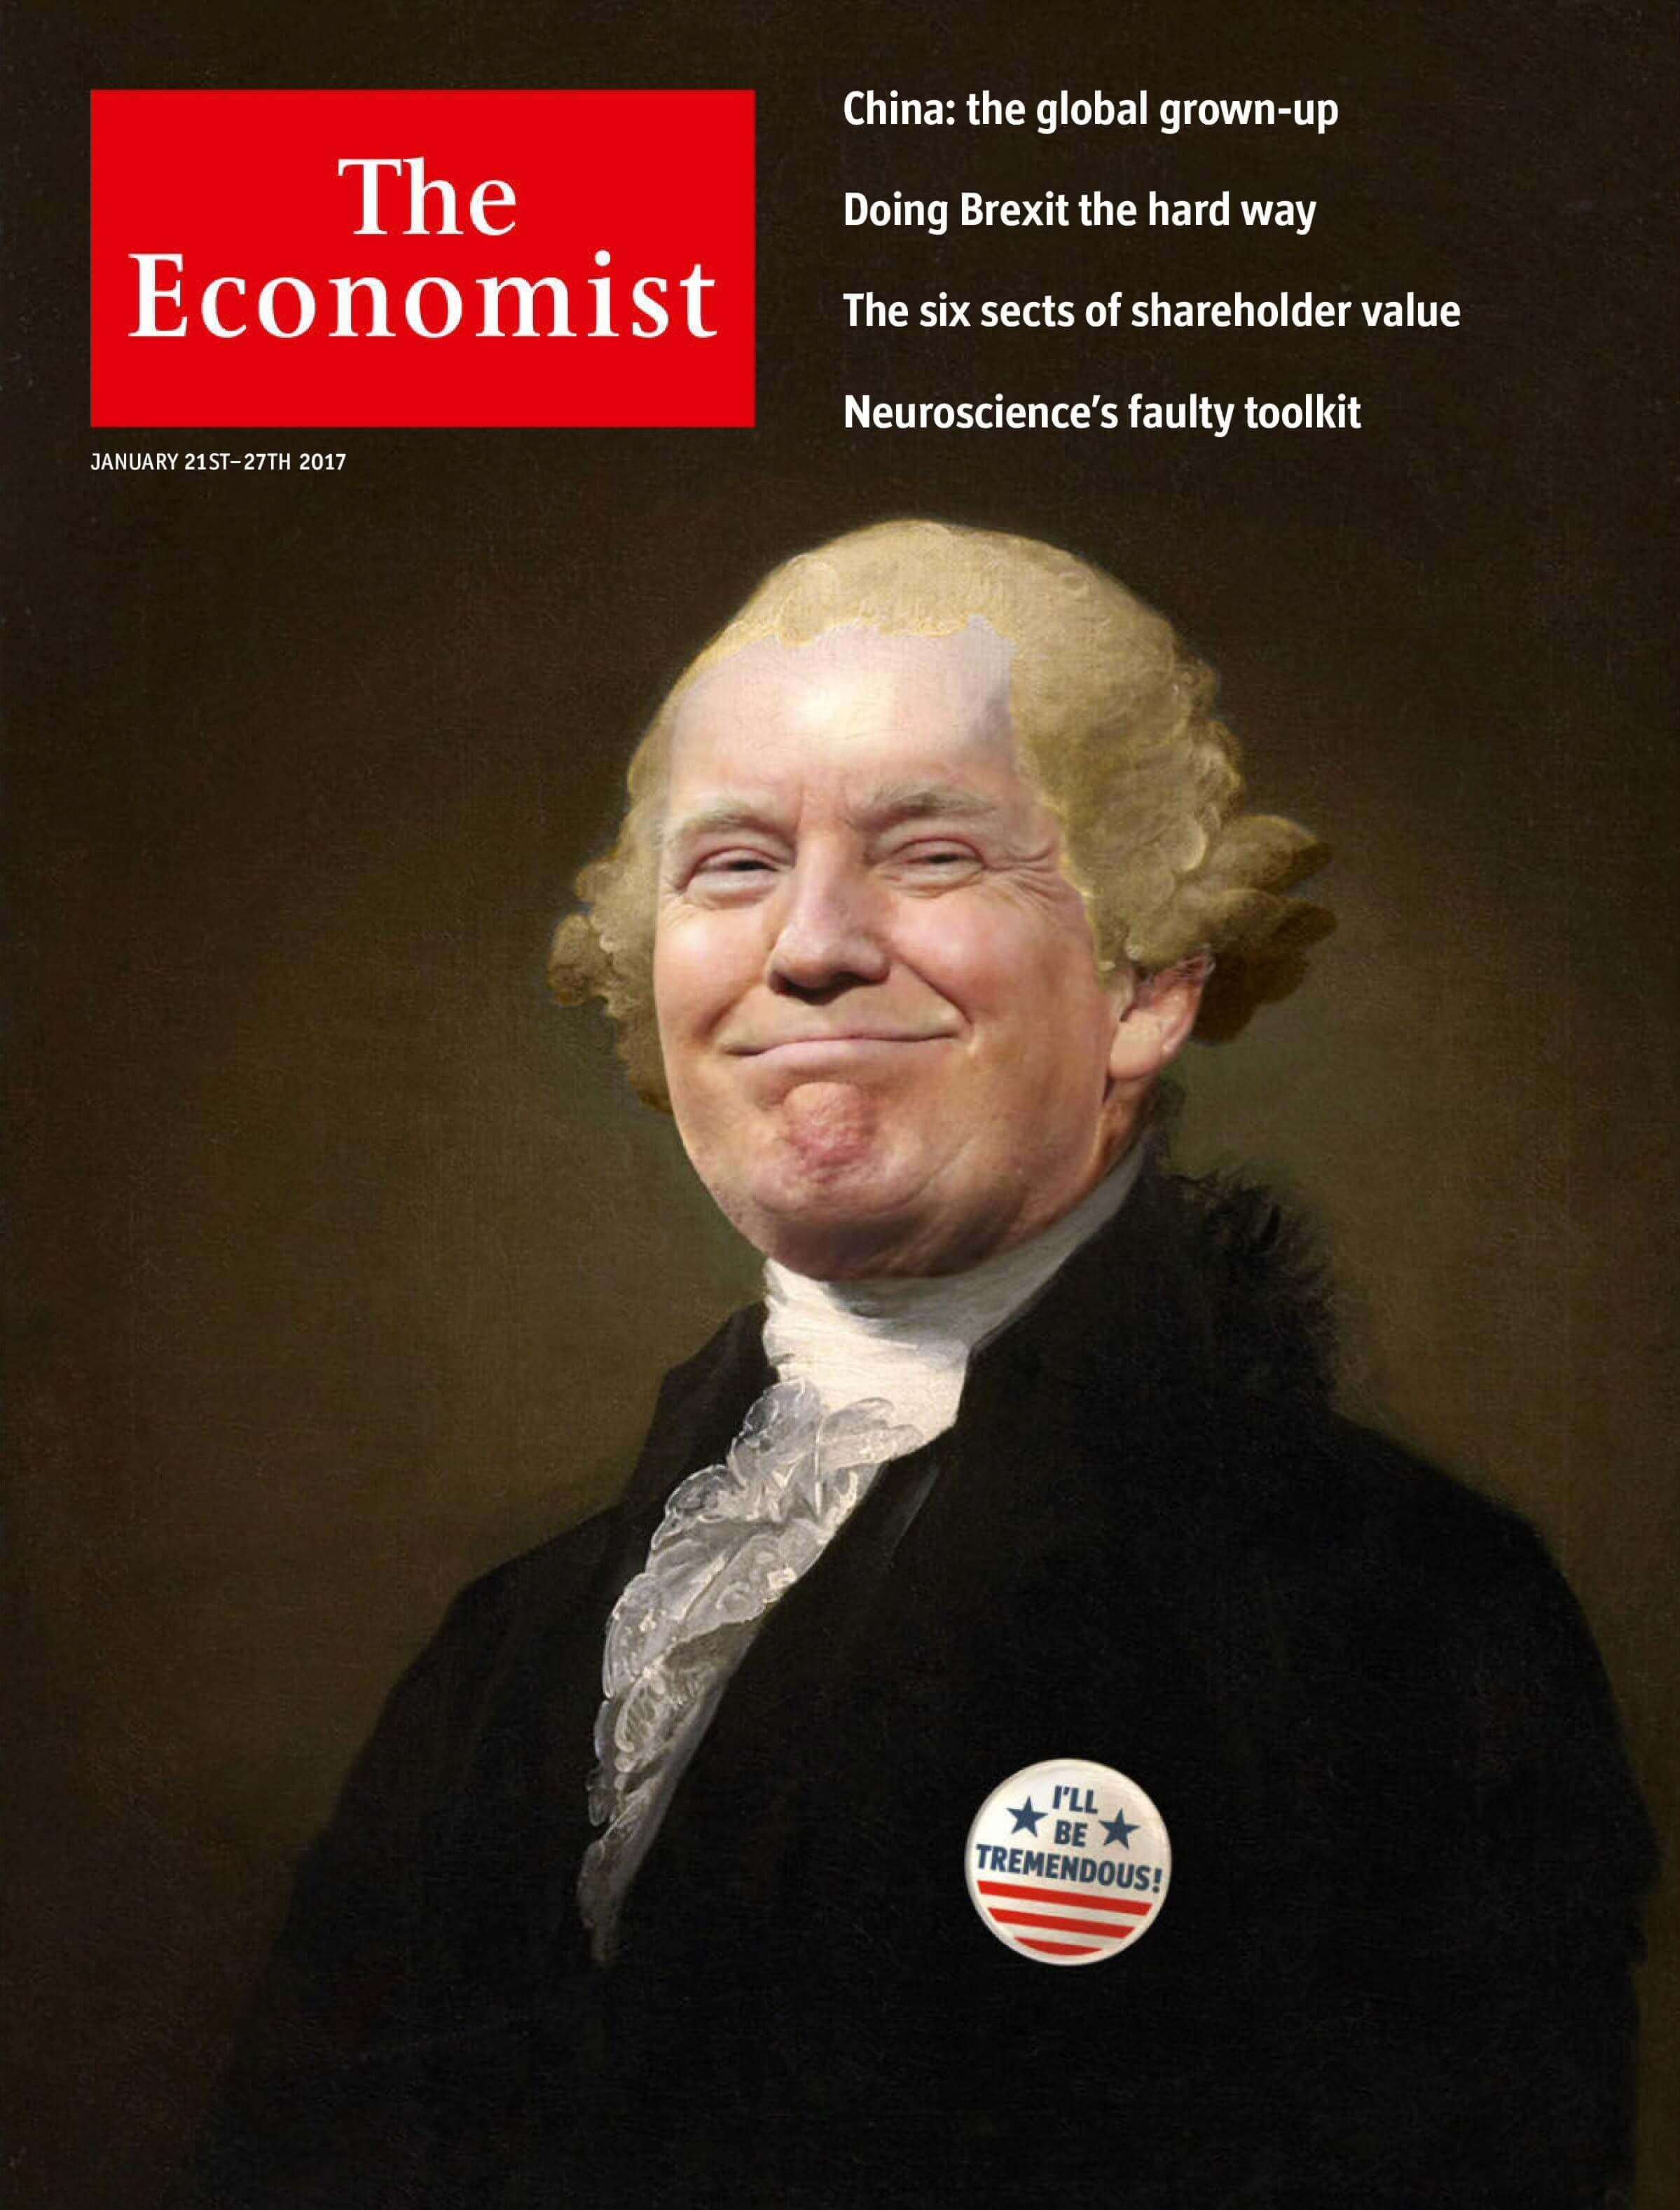 The
Economist
JANUARY 21ST–27TH 2017
China: the global grown-up
Doing Brexit the hard way
The six sects of shareholder value
Neuroscience’s faulty toolkit
I’LL
BE
TREMENDOUS!